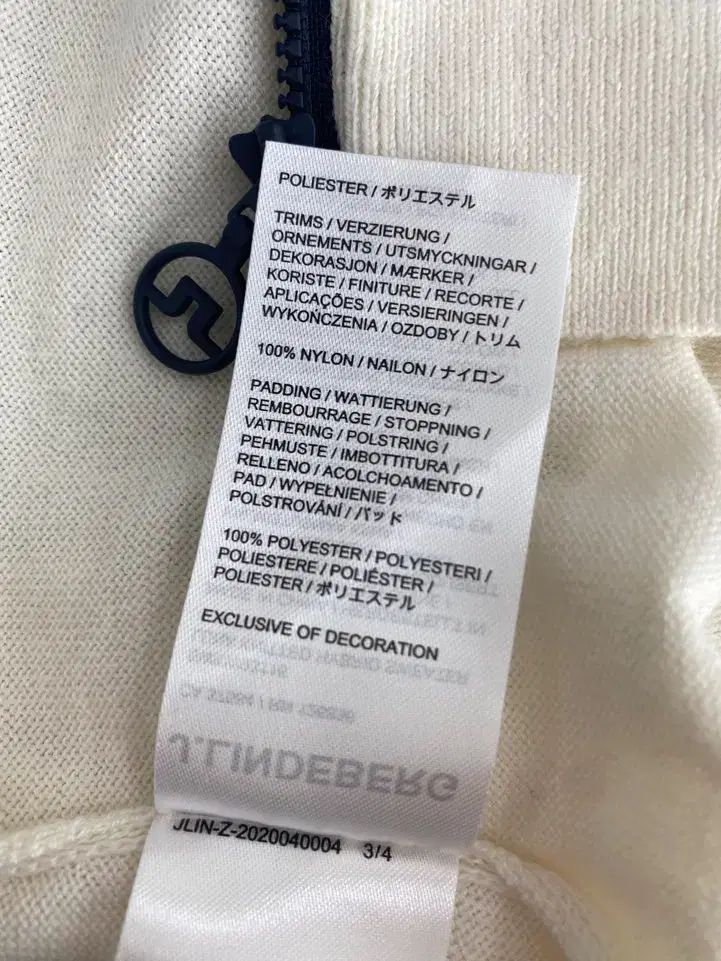 POLIESTER / ポリエステル
TRIMS / VERZIERUNG /
ORNEMENTS / UTSMYCKNINGAR /
DEKORASJON / MÆRKER /
KORISTE / FINITURE / RECORTE /
APLICAÇÕES / VERSIERINGEN /
WYKOŃCZENIA / OZDOBY / トリム
100% NYLON / NAILON / ナイロン
PADDING / WATTIERUNG /
REMBOURRAGE / STOPPNING /
VATTERING / POLSTRING /
PEHMUSTE / IMBOTTITURA /
RELLENO / ACOLCHOAMENTO /
PAD / WYPEŁNIENIE /
POLSTROVÁNÍ / パッド
100% POLYESTER / POLYESTERI /
POLIESTERE / POLIÉSTER /
POLIESTER / ポリエステル
EXCLUSIVE OF DECORATION
J.LINDEBERG
JLIN-Z-2020040004 3/4